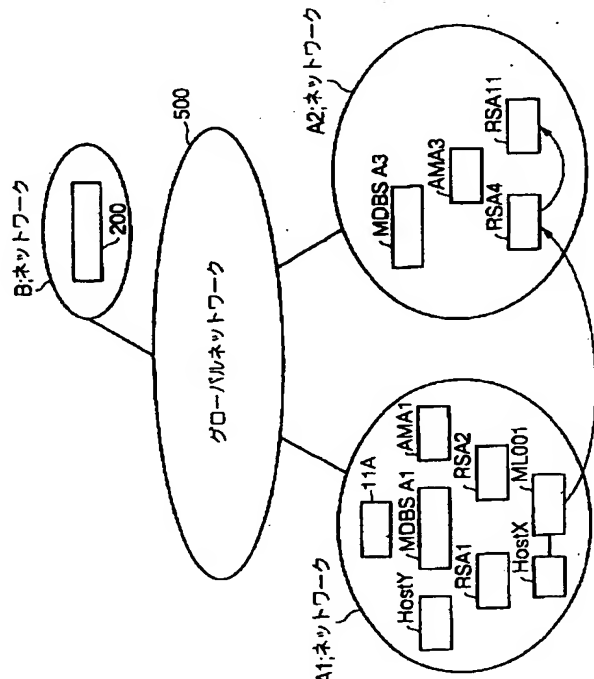 B;ネットワーク
200
500
グローバルネットワーク
A1;ネットワーク
11A
HostY
MDBS A1
AMA1
RSA1
RSA2
HostX
ML001
A2;ネットワーク
MDBS A3
AMA3
RSA4
RSA11